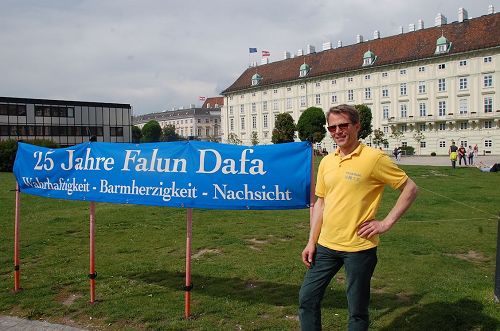 25 Jahre Falun Dafa
Wahrhaftigkeit - Barmherzigkeit - Nachsicht